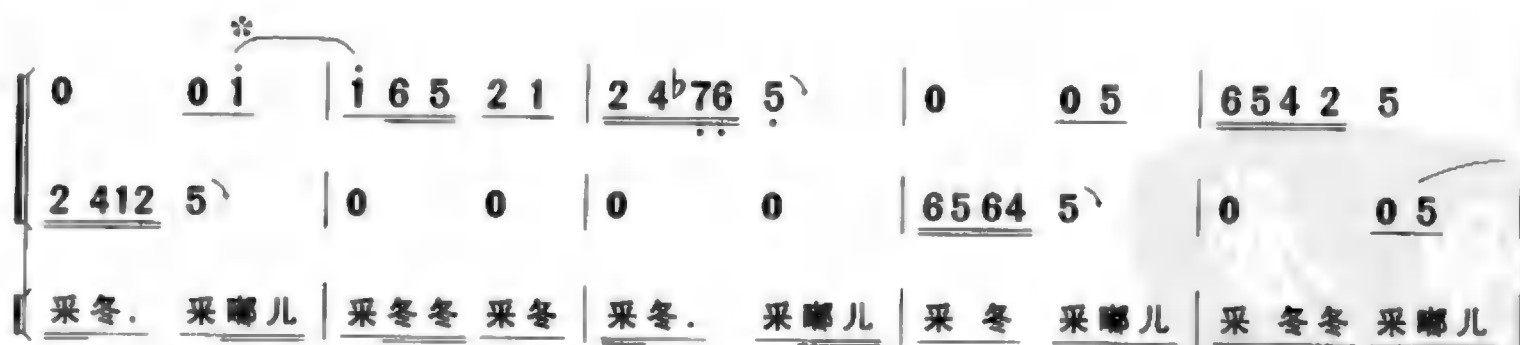 *
0 0 i̇ | i̇ 6 5 2 1 | 2 4 ♭7̣ 6̣ 5̣ | 0 0 5 | 6 5 4 2 5
2 4 1 2 5 | 0 0 | 0 0 | 6 5 6 4 5 | 0 0 5
采冬. 采嘟儿 | 采冬冬 采冬 | 采冬. 采嘟儿 | 采 冬 采嘟儿 | 采 冬冬 采嘟儿